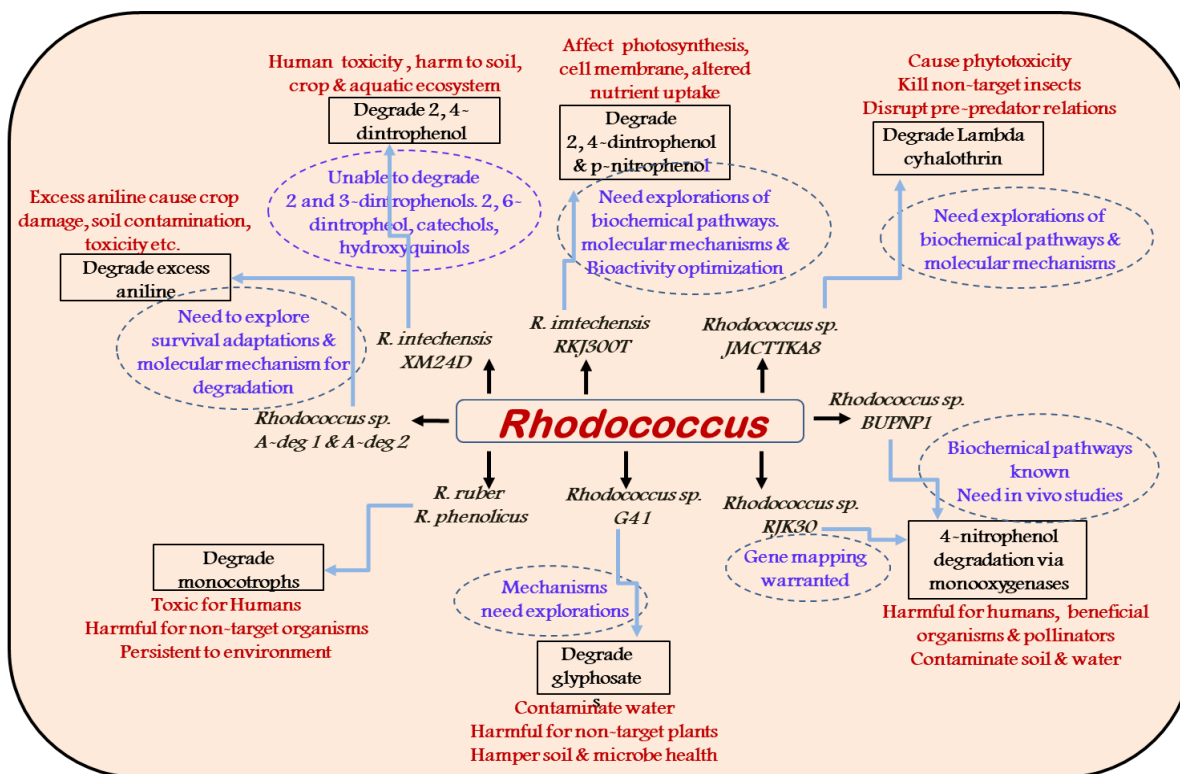 Human toxicity , harm to soil,
crop & aquatic ecosystem
Degrade 2, 4-
dintrophenol
Unable to degrade
2 and 3-dintrophenols. 2, 6-
dintropheol, catechols,
hydroxyquinols
R. intechensis
XM24D
Affect photosynthesis,
cell membrane, altered
nutrient uptake
Degrade
2, 4-dintrophenol
& p-nitrophenol
Need explorations of
biochemical pathways.
molecular mechanisms &
Bioactivity optimization
R. imtechensis
RKJ300T
Cause phytotoxicity
Kill non-target insects
Disrupt pre-predator relations
Degrade Lambda
cyhalothrin
Need explorations of
biochemical pathways &
molecular mechanisms
Rhodococcus sp.
JMCTTKA8
Excess aniline cause crop
damage, soil contamination,
toxicity etc.
Degrade excess
aniline
Need to explore
survival adaptations &
molecular mechanism for
degradation
Rhodococcus sp.
A-deg 1 & A-deg 2
Rhodococcus
Rhodococcus sp.
BUPNP1
Biochemical pathways
known
Need in vivo studies
R. ruber
R. phenolicus
Degrade
monocotrophs
Toxic for Humans
Harmful for non-target organisms
Persistent to environment
Rhodococcus sp.
G41
Mechanisms
need explorations
Degrade
glyphosate
s
Contaminate water
Harmful for non-target plants
Hamper soil & microbe health
Rhodococcus sp.
RJK30
Gene mapping
warranted
4-nitrophenol
degradation via
monooxygenases
Harmful for humans, beneficial
organisms & pollinators
Contaminate soil & water